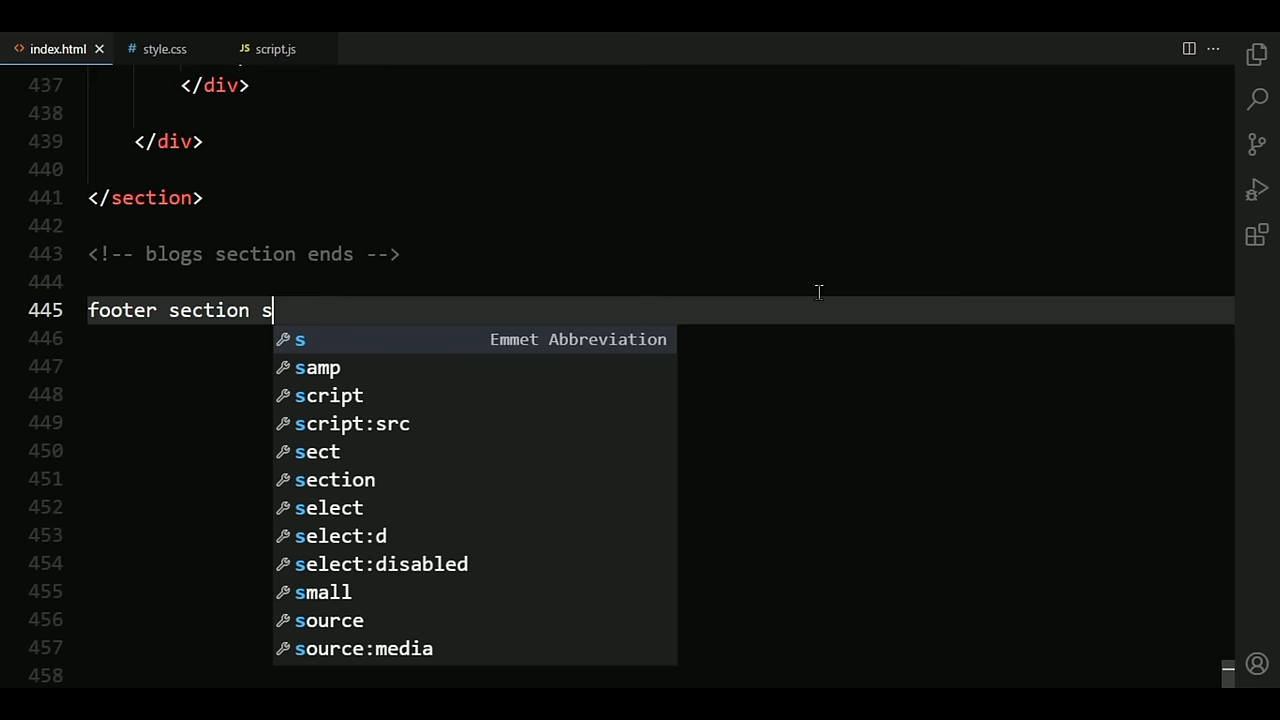 index.html
style.css
JS script.js
437 </div>
438
439 </div>
440
441 </section>
442
443 <!-- blogs section ends -->
444
445 footer section s
446 s Emmet Abbreviation
447 samp
448 script
449 script:src
450 sect
451 section
452 select
453 select:d
454 select:disabled
455 small
456 source
457 source:media
458